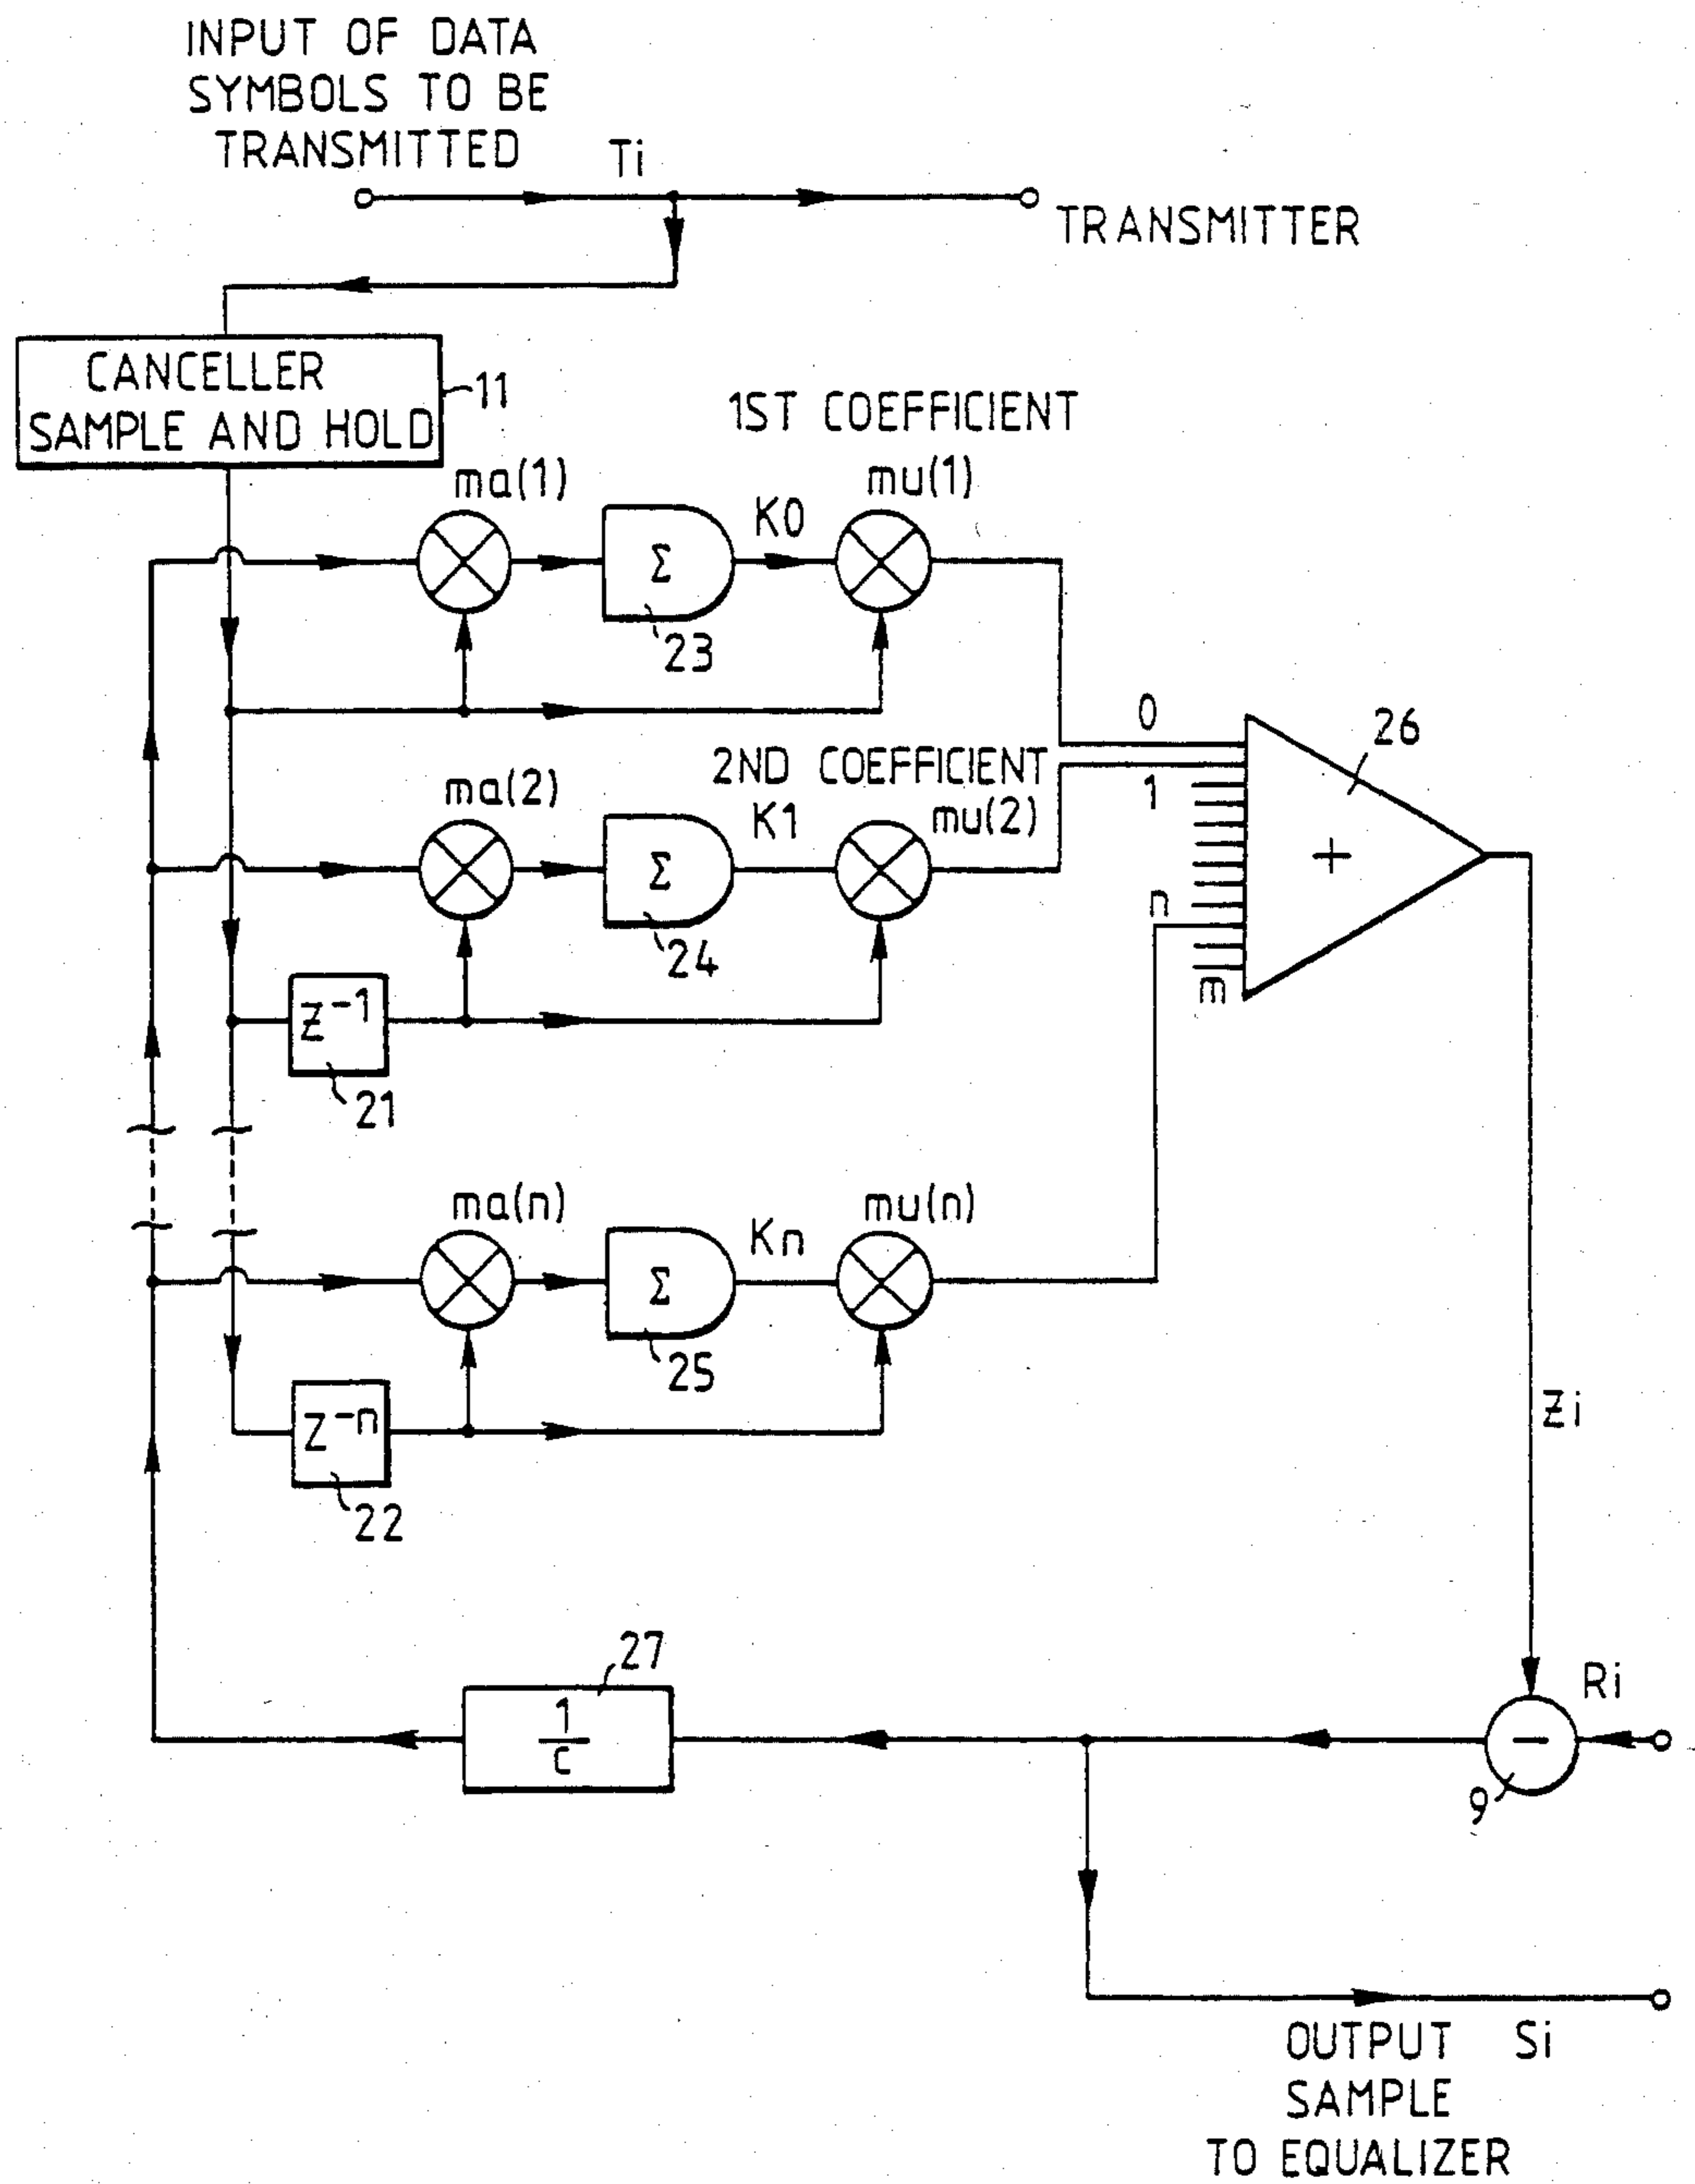 INPUT OF DATA
SYMBOLS TO BE
TRANSMITTED
Ti
TRANSMITTER
CANCELLER
SAMPLE AND HOLD
11
1ST COEFFICIENT
ma(1)
K0
mu(1)
Σ
23
0
26
2ND COEFFICIENT
ma(2)
K1
mu(2)
1
Σ
+
n
24
m
Z⁻¹
21
ma(n)
Kn
mu(n)
Σ
25
Zi
Z⁻ⁿ
22
27
Ri
1
c
−
9
OUTPUT Si
SAMPLE
TO EQUALIZER